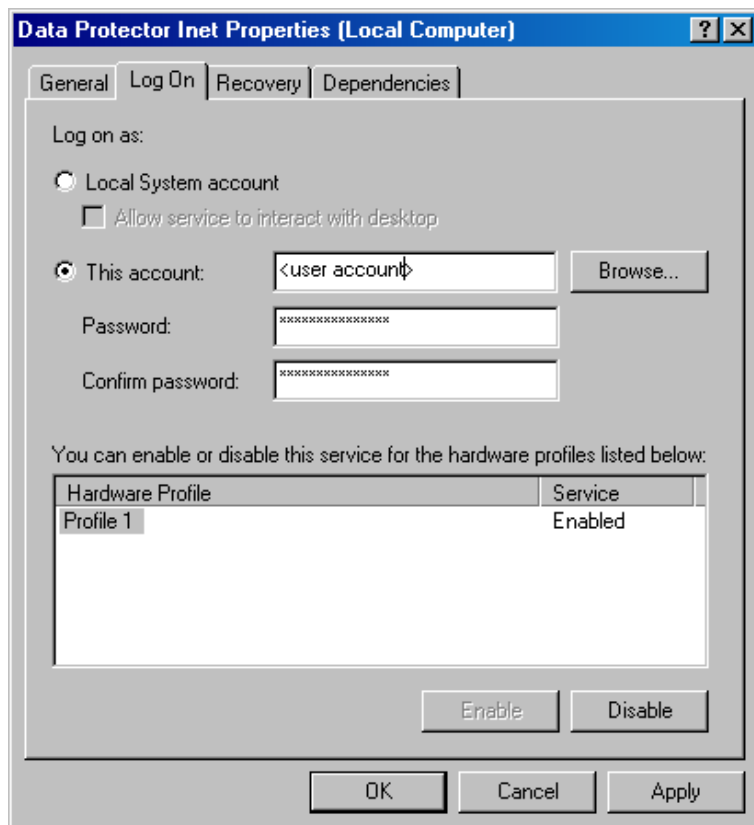 Data Protector Inet Properties (Local Computer)
General Log On Recovery Dependencies
Log on as:
Local System account
Allow service to interact with desktop
This account: <user account> Browse...
Password: ***************
Confirm password: ***************
You can enable or disable this service for the hardware profiles listed below:
Hardware Profile Service
Profile 1 Enabled
Enable Disable
OK Cancel Apply